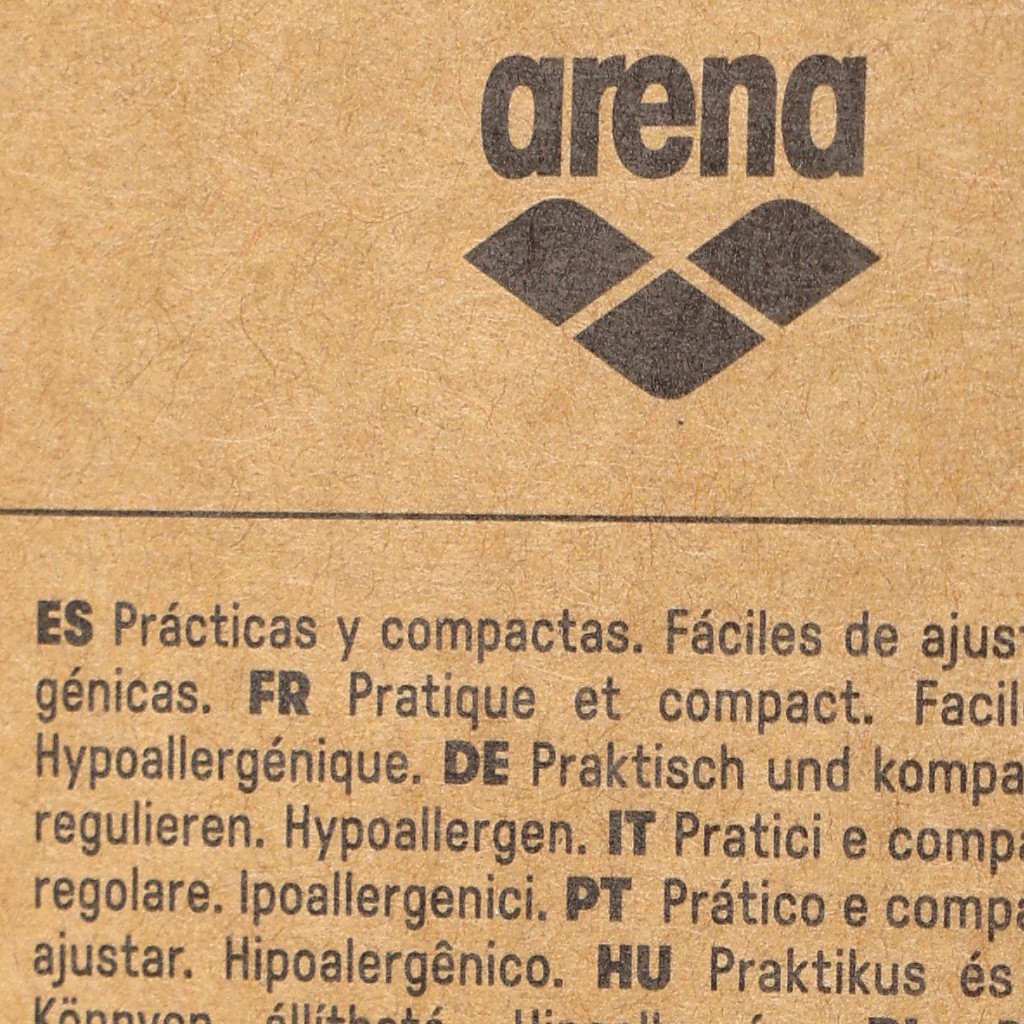 arena
ES Prácticas y compactas. Fáciles de ajus
génicas. FR Pratique et compact. Facil
Hypoallergénique. DE Praktisch und kompa
regulieren. Hypoallergen. IT Pratici e compa
regolare. Ipoallergenici. PT Prático e compa
ajustar. Hipoalergênico. HU Praktikus és
Könnyen